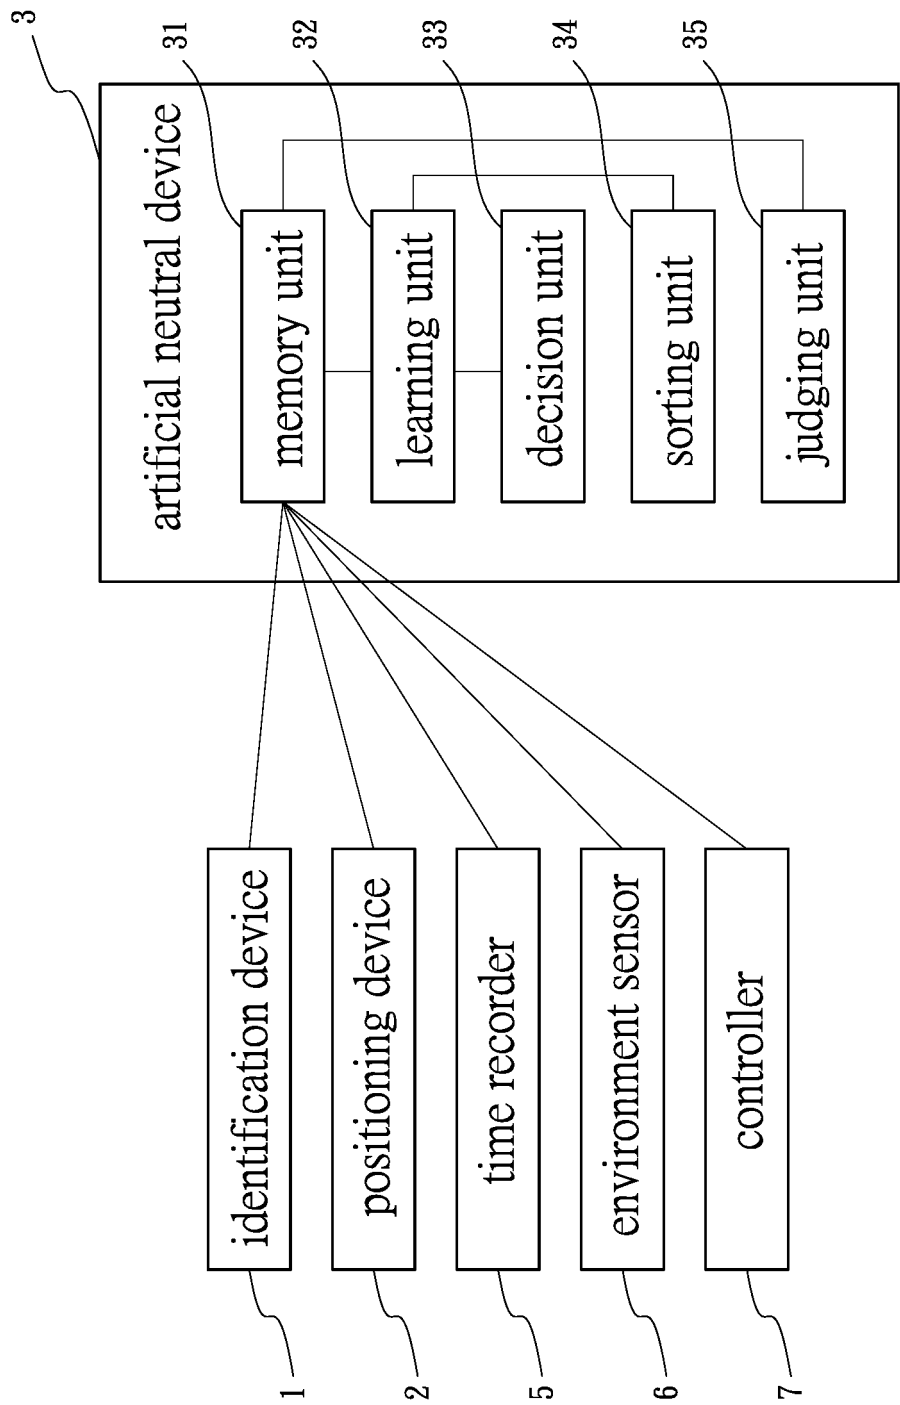 3
artificial neutral device
31
memory unit
32
learning unit
33
decision unit
34
sorting unit
35
judging unit
1
identification device
2
positioning device
5
time recorder
6
environment sensor
7
controller